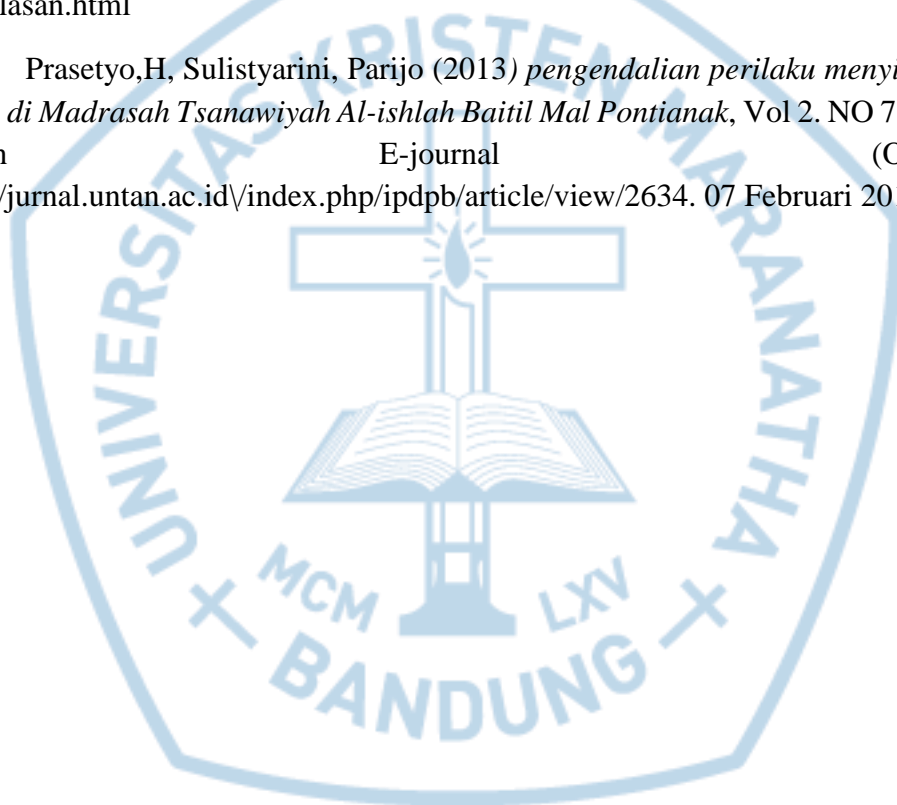 lasan.html
Prasetyo,H, Sulistyarini, Parijo (2013) pengendalian perilaku menyi
di Madrasah Tsanawiyah Al-ishlah Baitil Mal Pontianak, Vol 2. NO 7
E-journal (O
/jurnal.untan.ac.id\/index.php/ipdpb/article/view/2634. 07 Februari 20
UNIVERSITAS KRISTEN MARANATHA
MCM LXV
BANDUNG